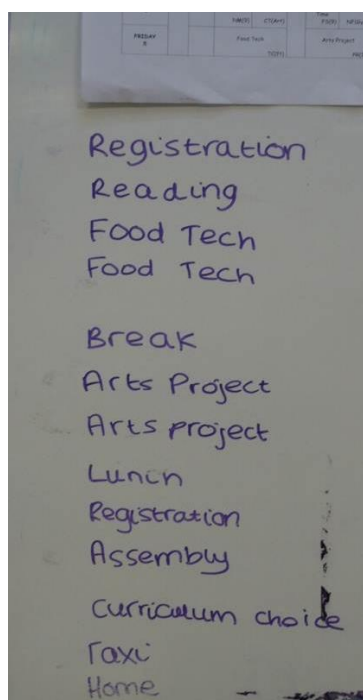 FRIDAY
Food Tech
Arts Project
Registration
Reading
Food Tech
Food Tech
Break
Arts Project
Arts project
Lunch
Registration
Assembly
Curriculum choice
Taxi
Home